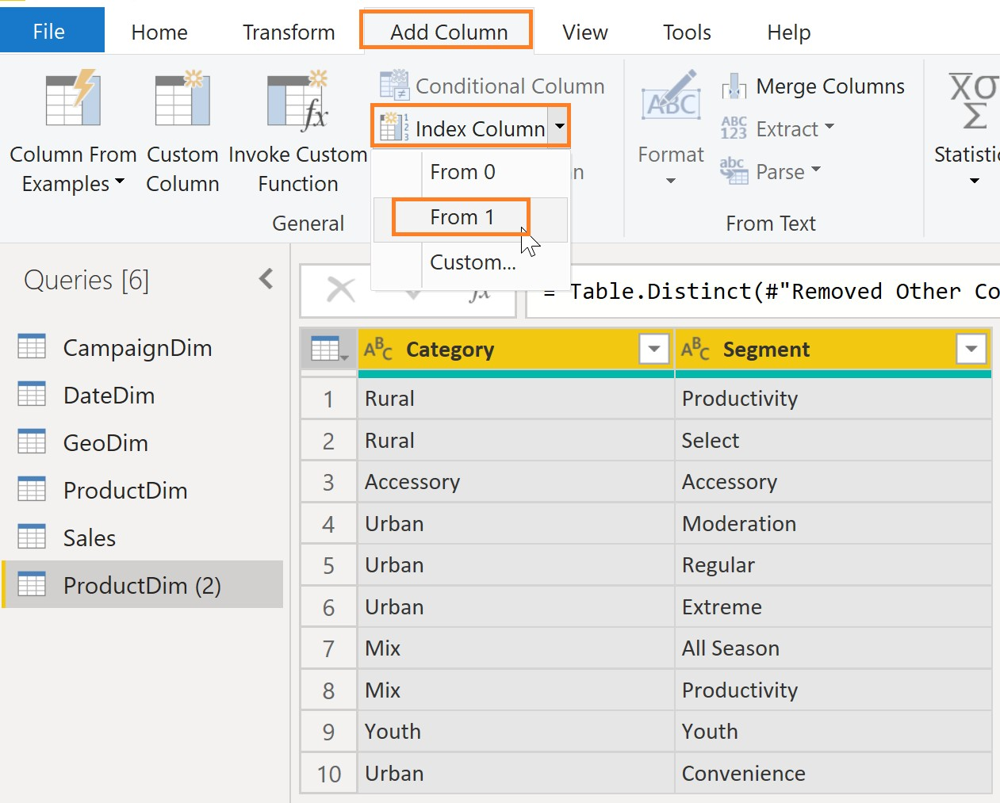 File Home Transform Add Column View Tools Help
Column From Examples
Custom Column
Invoke Custom Function
General
Conditional Column
Index Column
From 0
From 1
Custom...
n
Format
Merge Columns
Extract
Parse
From Text
Queries [6]
CampaignDim
DateDim
GeoDim
ProductDim
Sales
ProductDim (2)
fx = Table.Distinct(#"Removed Other Co
ABC Category ABC Segment
1 Rural Productivity
2 Rural Select
3 Accessory Accessory
4 Urban Moderation
5 Urban Regular
6 Urban Extreme
7 Mix All Season
8 Mix Productivity
9 Youth Youth
10 Urban Convenience